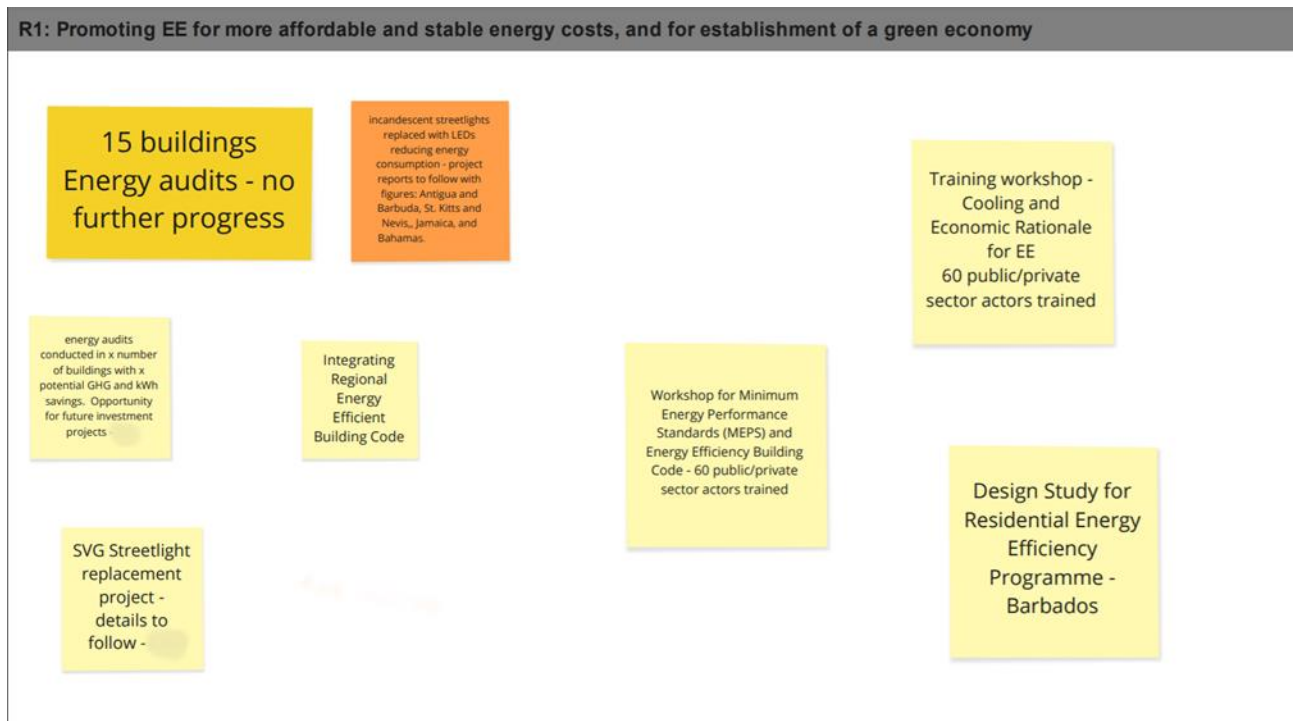 R1: Promoting EE for more affordable and stable energy costs, and for establishment of a green economy
15 buildings
Energy audits - no
further progress
incandescent streetlights
replaced with LEDs
reducing energy
consumption - project
reports to follow with
figures: Antigua and
Barbuda, St. Kitts and
Nevis,, Jamaica, and
Bahamas.
Training workshop -
Cooling and
Economic Rationale
for EE
60 public/private
sector actors trained
energy audits
conducted in x number
of buildings with x
potential GHG and kWh
savings. Opportunity
for future investment
projects -
Integrating
Regional
Energy
Efficient
Building Code
Workshop for Minimum
Energy Performance
Standards (MEPS) and
Energy Efficiency Building
Code - 60 public/private
sector actors trained
Design Study for
Residential Energy
Efficiency
Programme -
Barbados
SVG Streetlight
replacement
project -
details to
follow -